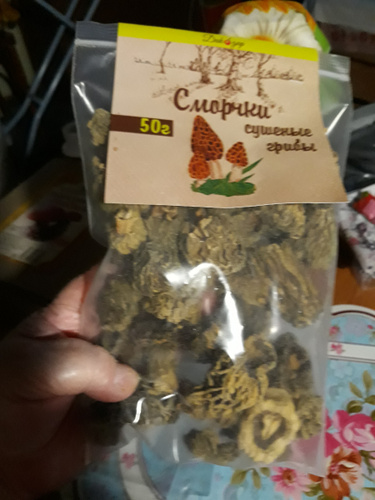 Сморчки
50г
сушеные
грибы